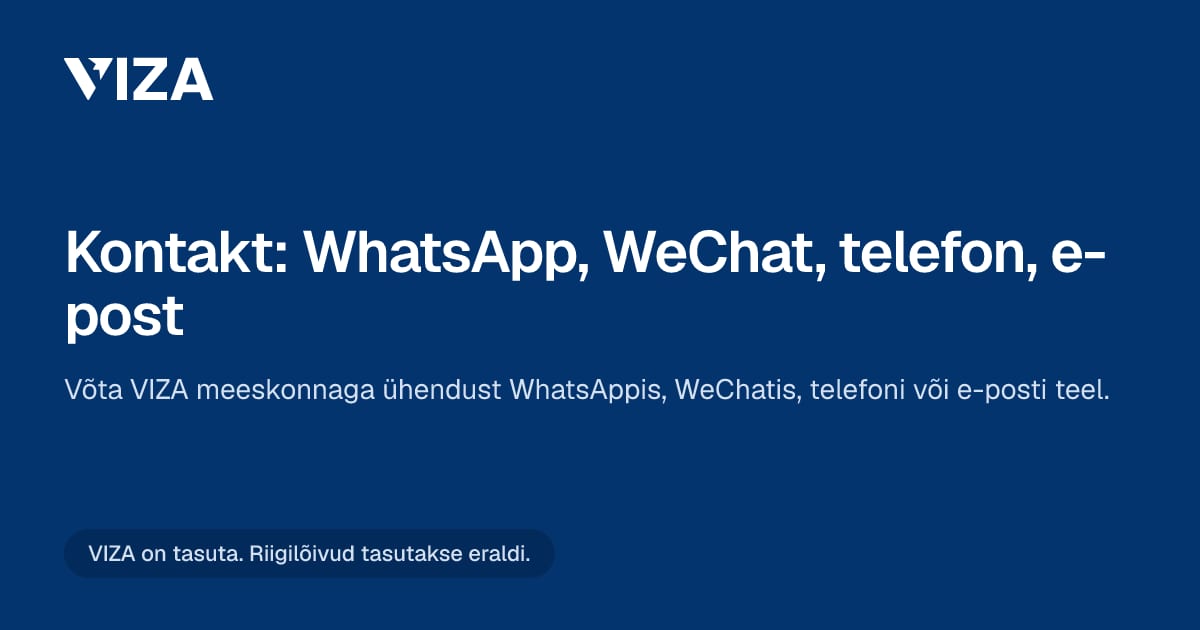 VIZA
Kontakt: WhatsApp, WeChat, telefon, e-
post
Võta VIZA meeskonnaga ühendust WhatsAppis, WeChatis, telefoni või e-posti teel.
VIZA on tasuta. Riigilõivud tasutakse eraldi.